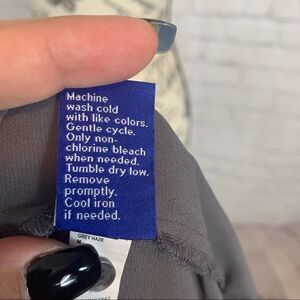 Machine
wash cold
with like colors.
Gentle cycle.
Only non-
chlorine bleach
when needed.
Tumble dry low.
Remove
promptly.
Cool iron
if needed.
GREY HAZE
M